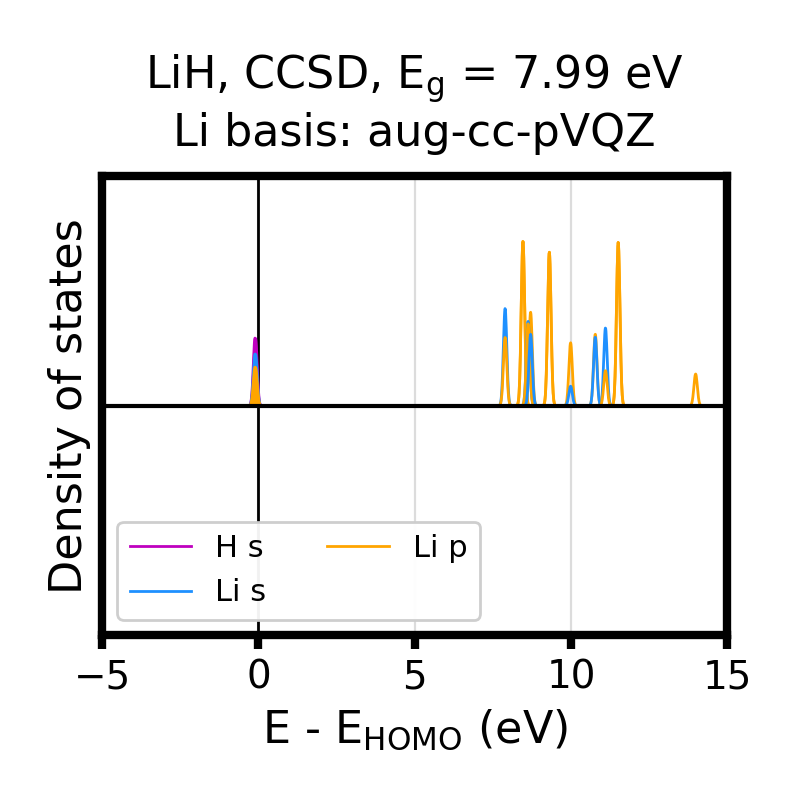 LiH, CCSD, E_g = 7.99 eV
Li basis: aug-cc-pVQZ
Density of states
H s
Li s
Li p
−5 0 5 10 15
E - E_HOMO (eV)